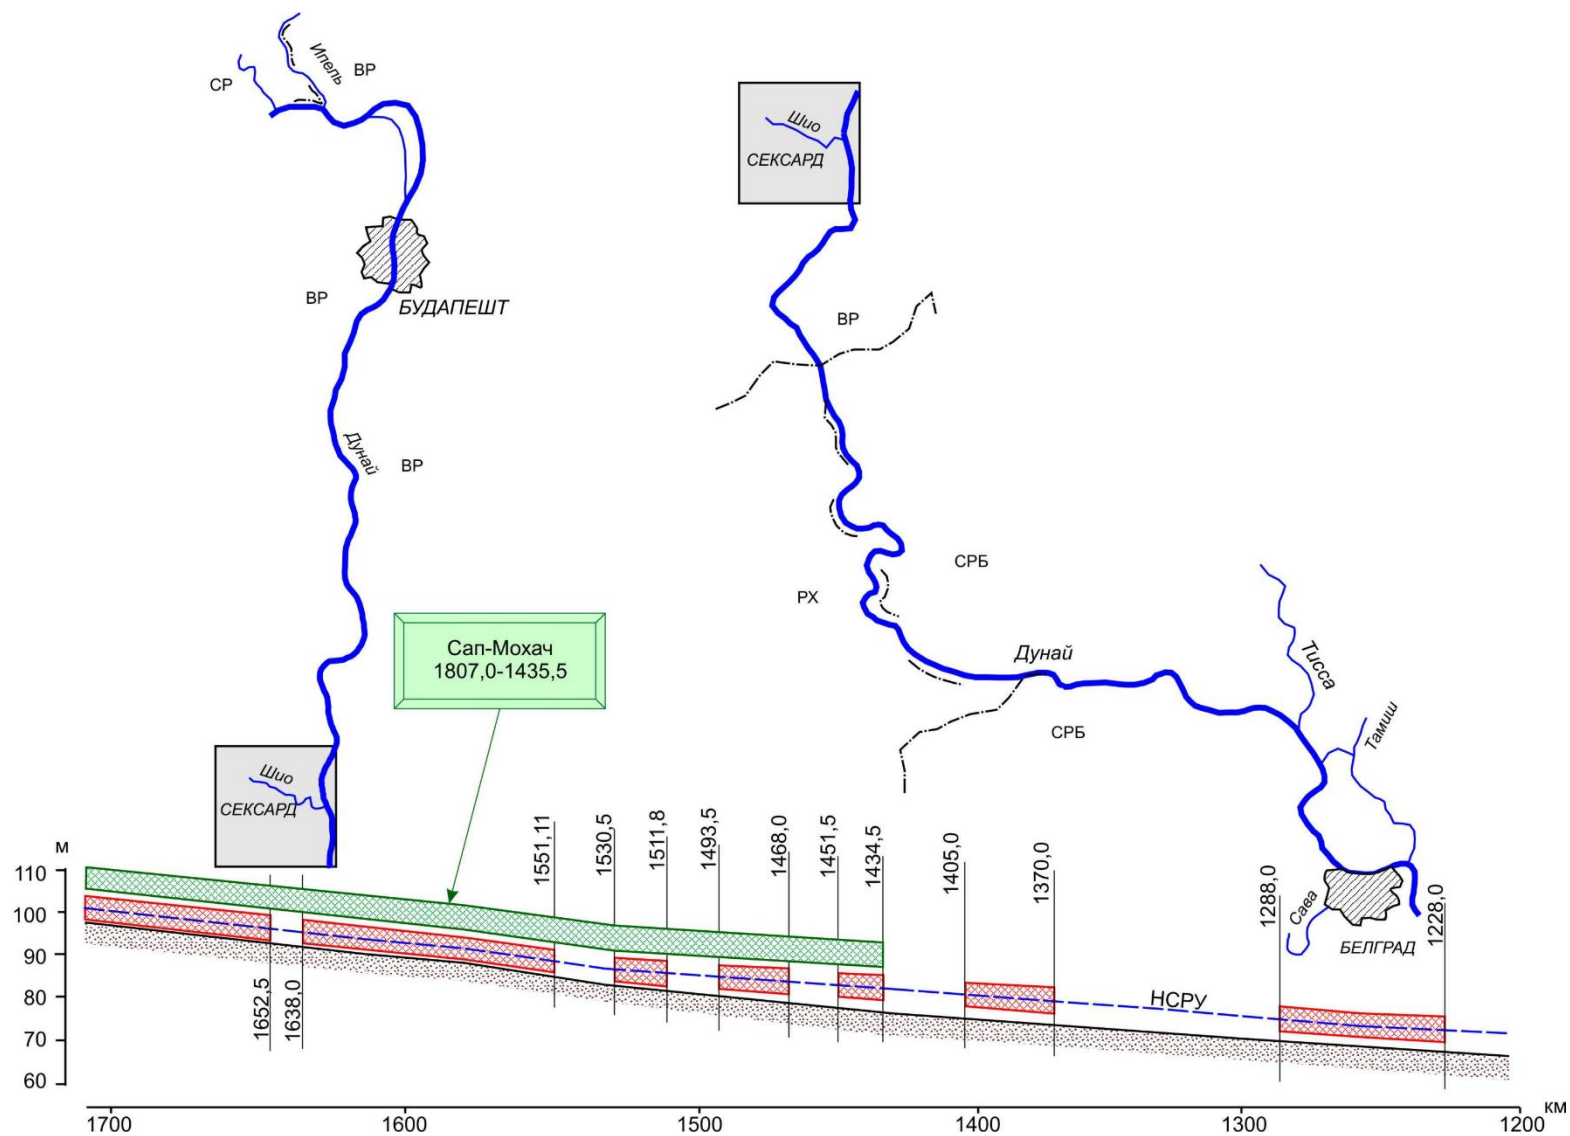 Ипель
ВР
СР
Шио
СЕКСАРД
БУДАПЕШТ
ВР
ВР
Дунай
ВР
СРБ
РХ
Сап-Мохач
1807,0-1435,5
Дунай
Тисса
СРБ
Тамиш
Шио
СЕКСАРД
Сава
БЕЛГРАД
м
110
100
90
80
70
60
1652,5
1638,0
1551,11
1530,5
1511,8
1493,5
1468,0
1451,5
1434,5
1405,0
1370,0
1288,0
1228,0
НСРУ
1700
1600
1500
1400
1300
1200
км